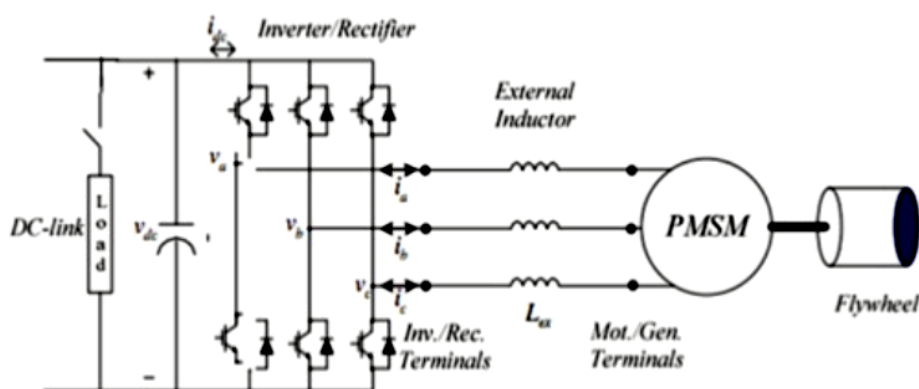 i_dc
Inverter/Rectifier
+
External
Inductor
v_a
i_a
DC-link
Load
v_dc
v_b
i_b
PMSM
v_c
i_c
L_ex
Flywheel
Inv./Rec.
Terminals
Mot./Gen.
Terminals
−